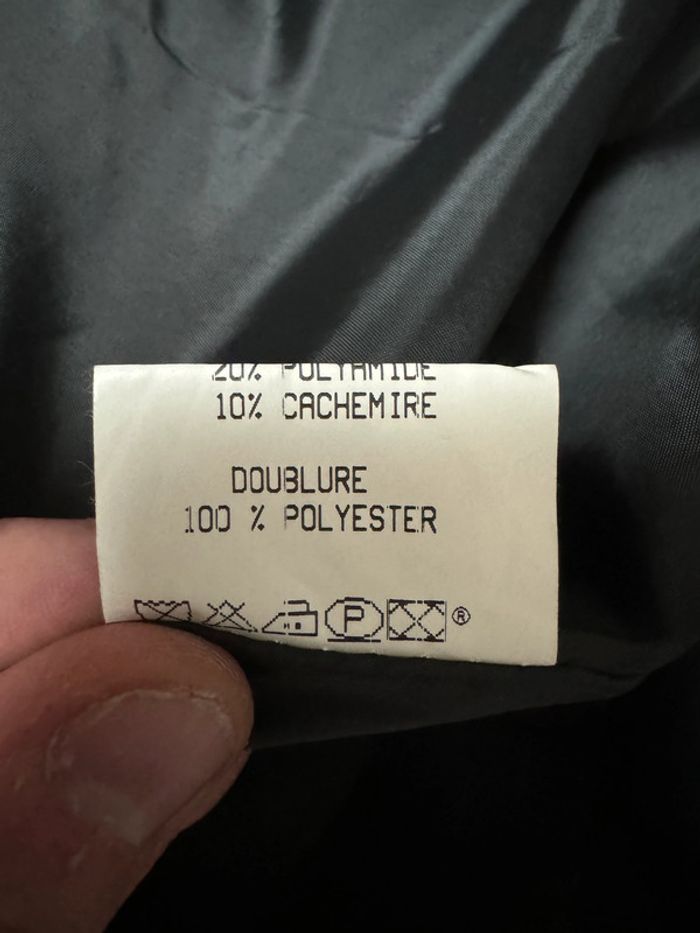 20% POLYAMIDE
10% CACHEMIRE
DOUBLURE
100 % POLYESTER
P ®